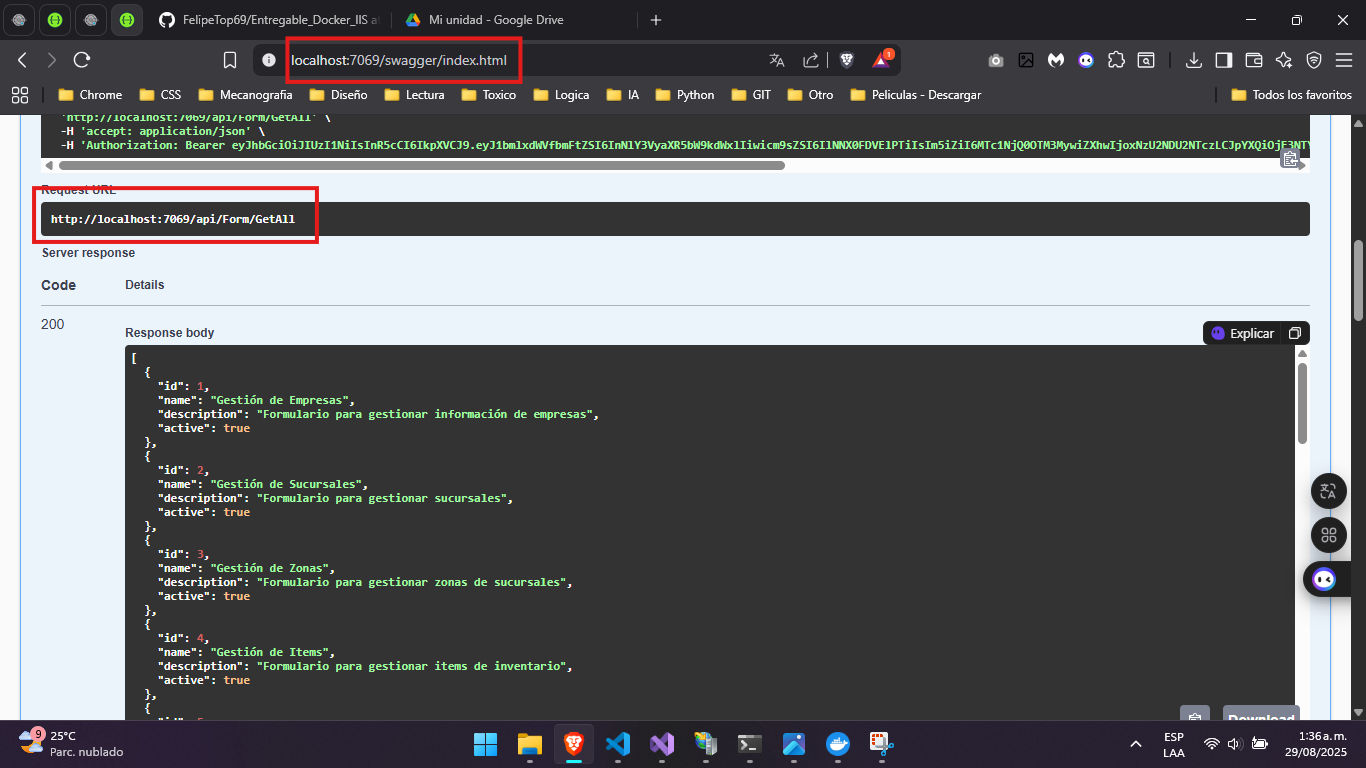 FelipeTop69/Entregable_Docker_IIS a
Mi unidad - Google Drive
localhost:7069/swagger/index.html
1
Chrome
CSS
Mecanografia
Diseño
Lectura
Toxico
Logica
IA
Python
GIT
Otro
Peliculas - Descargar
Todos los favoritos
'http://localhost:7069/api/Form/GetAll' \
-H 'accept: application/json' \
Request URL
http://localhost:7069/api/Form/GetAll
Server response
Code Details
200
Response body
Explicar
[
{
"id": 1,
"name": "Gestión de Empresas",
"description": "Formulario para gestionar información de empresas",
"active": true
},
{
"id": 2,
"name": "Gestión de Sucursales",
"description": "Formulario para gestionar sucursales",
"active": true
},
{
"id": 3,
"name": "Gestión de Zonas",
"description": "Formulario para gestionar zonas de sucursales",
"active": true
},
{
"id": 4,
"name": "Gestión de Items",
"description": "Formulario para gestionar items de inventario",
"active": true
},
{
Download
9
25°C
Parc. nublado
ESP
LAA
1:36 a. m.
29/08/2025